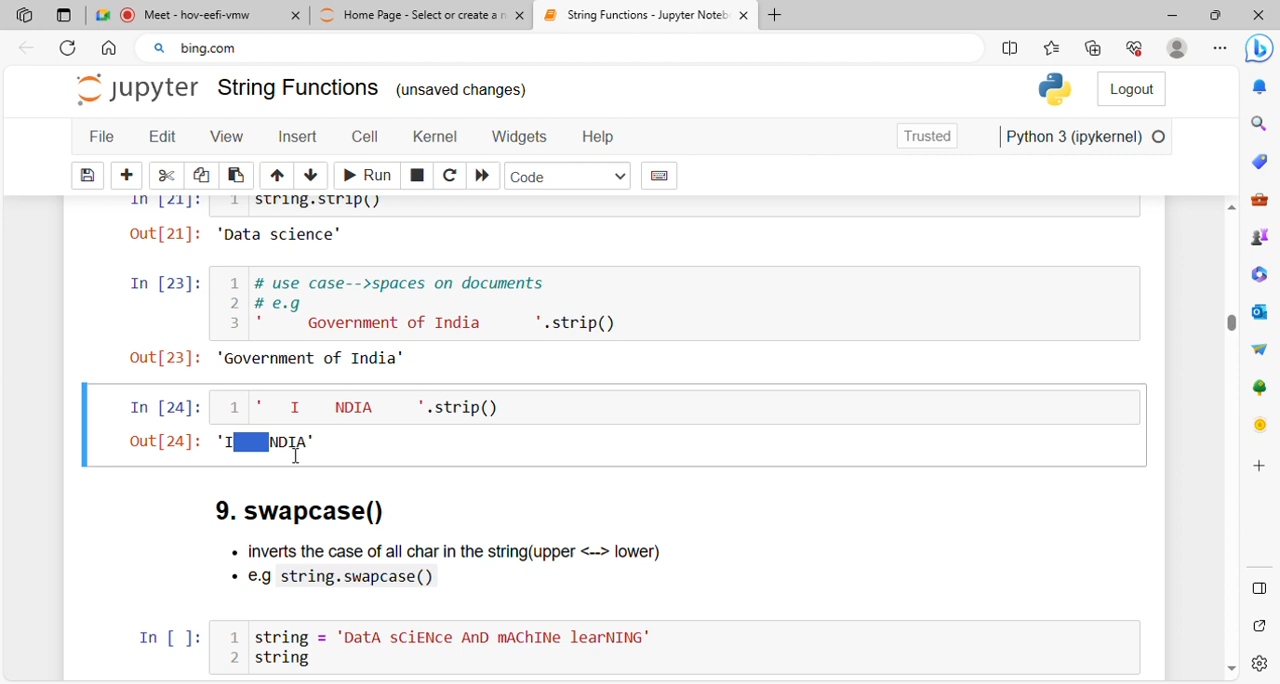 Meet - hov-eefi-vmw
Home Page - Select or create a n
String Functions - Jupyter Noteb
bing.com
jupyter String Functions (unsaved changes)
Logout
File Edit View Insert Cell Kernel Widgets Help
Trusted
Python 3 (ipykernel)
Run
Code
In [21]: 1 string.strip()
Out[21]: 'Data science'
In [23]: 1 # use case-->spaces on documents
2 # e.g
3 '     Government of India      '.strip()
Out[23]: 'Government of India'
In [24]: 1 '   I    NDIA     '.strip()
Out[24]: 'I    NDIA'
9. swapcase()
• inverts the case of all char in the string(upper <--> lower)
• e.g string.swapcase()
In [ ]: 1 string = 'DatA sCiENce AnD mAChINe learNING'
2 string